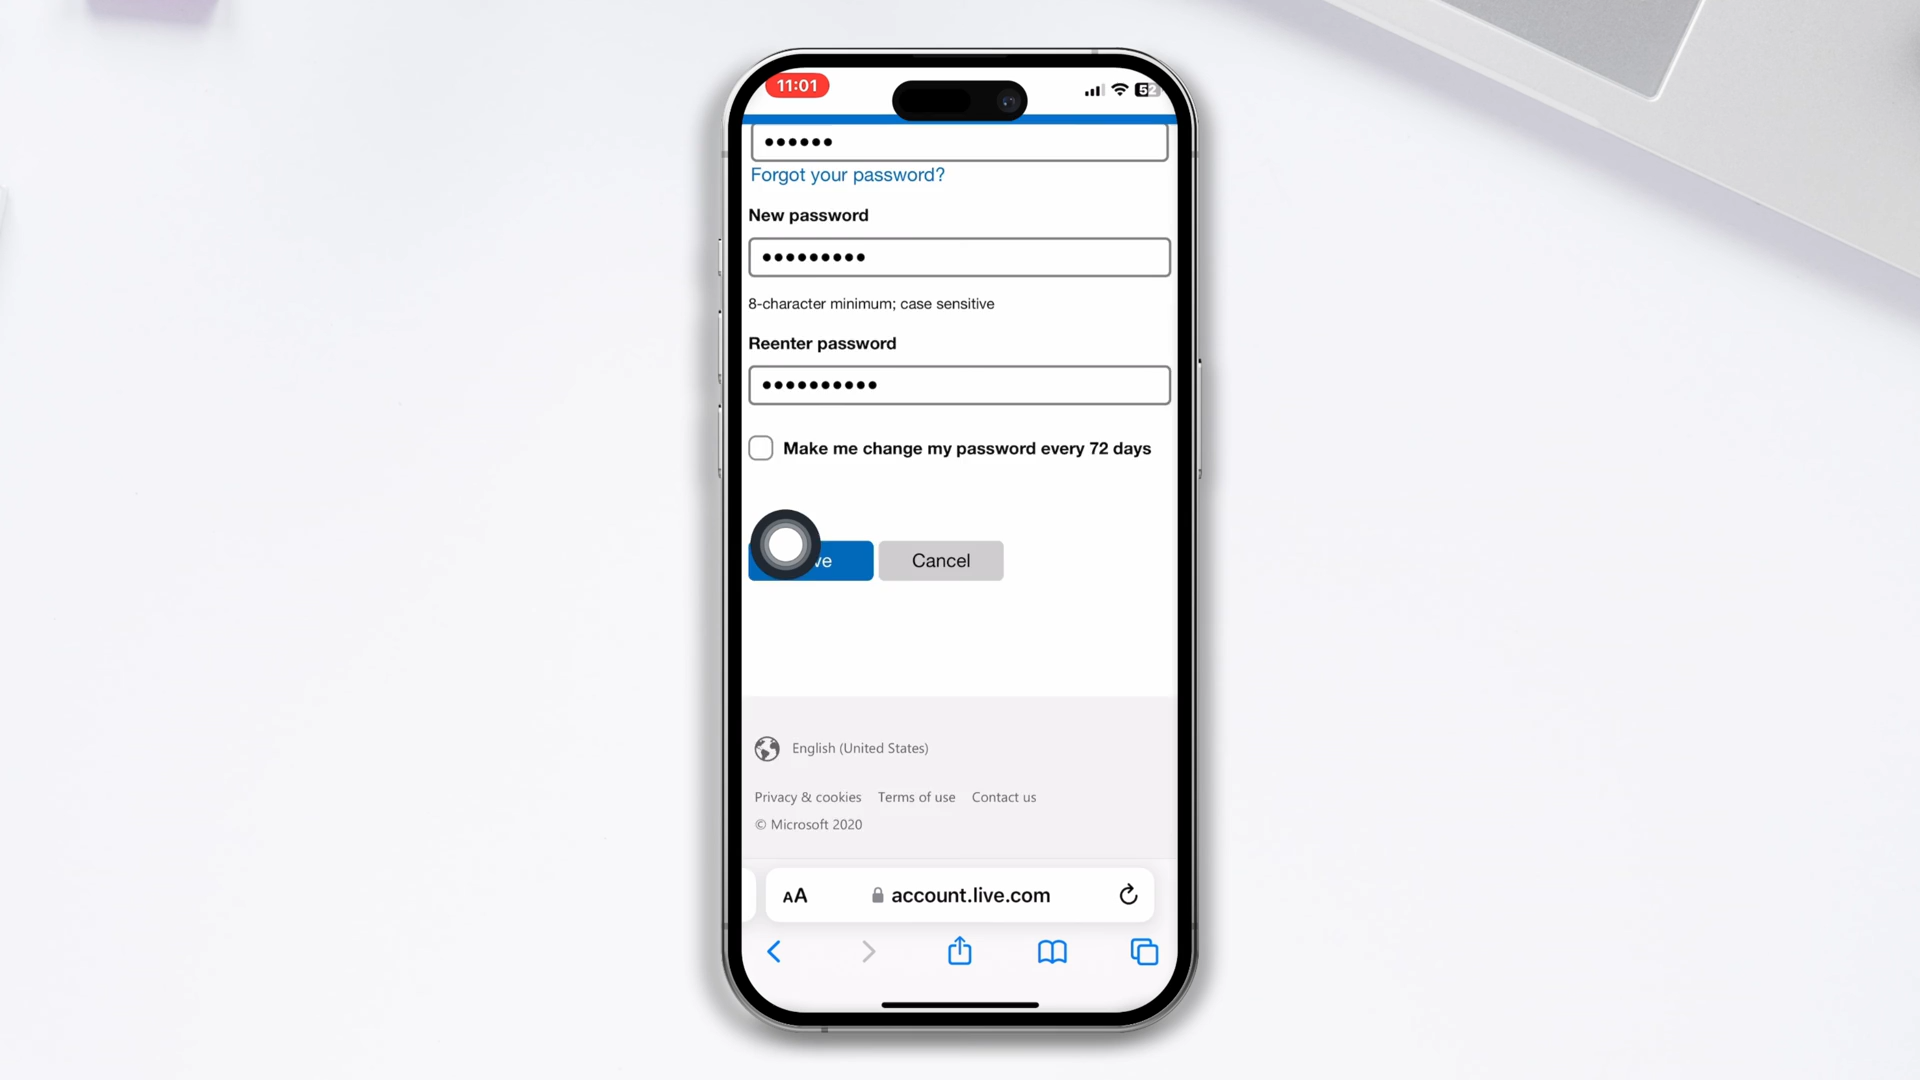 11:01
52
••••••
Forgot your password?
New password
•••••••••
8-character minimum; case sensitive
Reenter password
••••••••••
Make me change my password every 72 days
Cancel
English (United States)
Privacy & cookies Terms of use Contact us
© Microsoft 2020
AA account.live.com